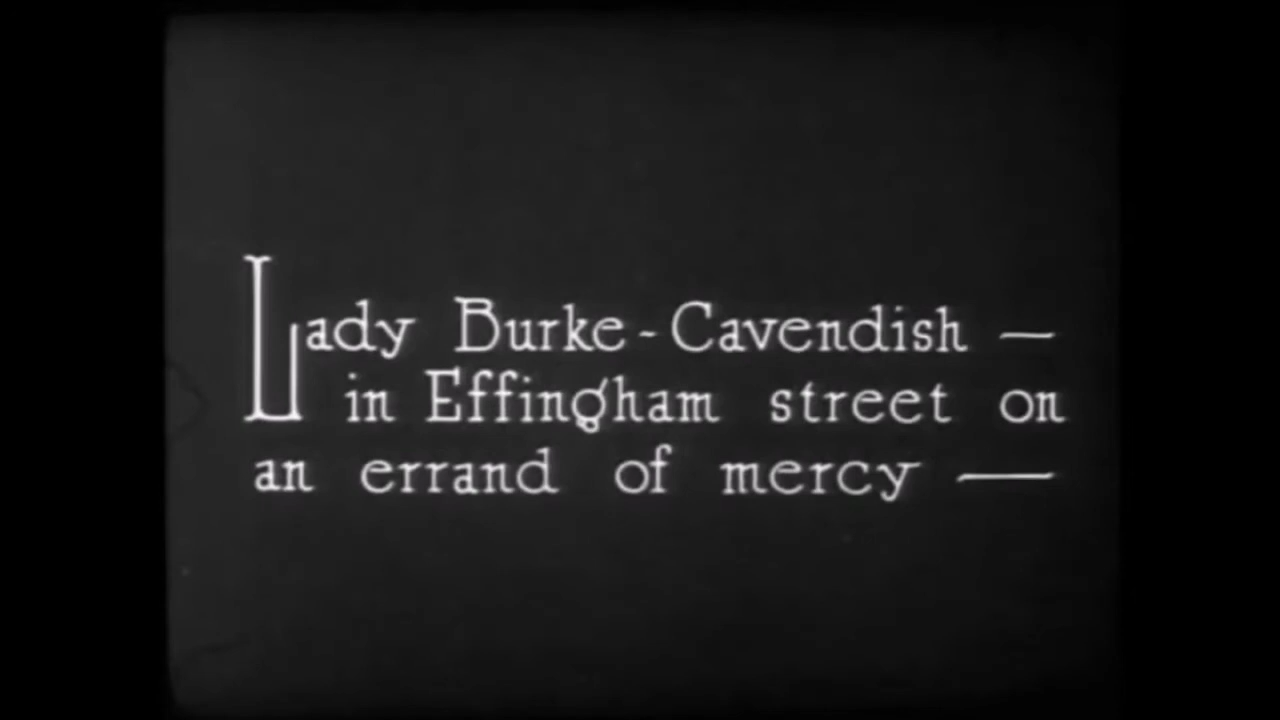 Lady Burke-Cavendish —
in Effingham street on
an errand of mercy —